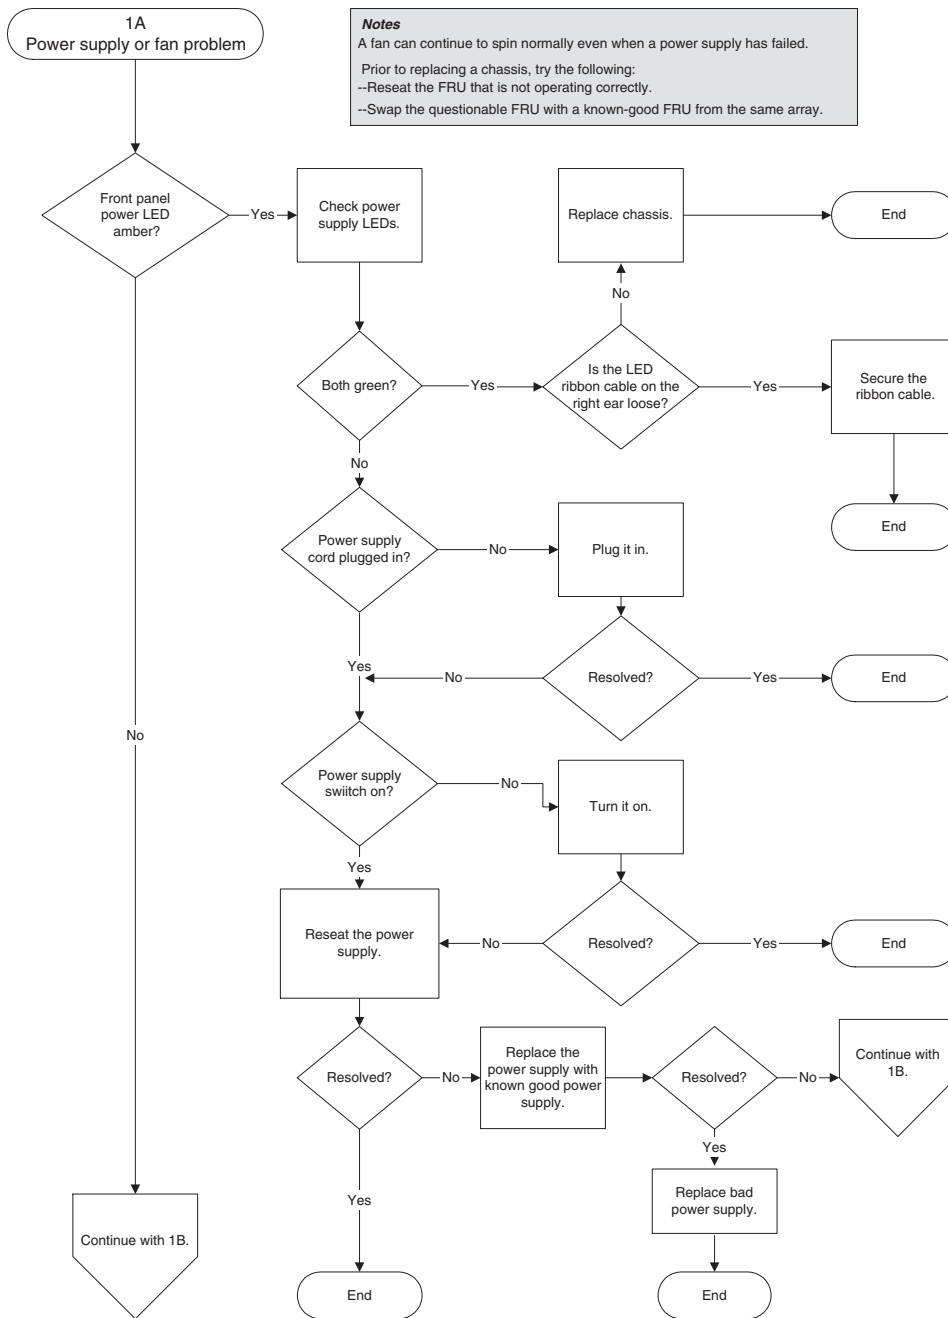 1A
Power supply or fan problem
Notes
A fan can continue to spin normally even when a power supply has failed.
Prior to replacing a chassis, try the following:
--Reseat the FRU that is not operating correctly.
--Swap the questionable FRU with a known-good FRU from the same array.
Front panel
power LED
amber?
Yes
Check power
supply LEDs.
Replace chassis.
End
No
Both green?
Yes
Is the LED
ribbon cable on the
right ear loose?
Yes
Secure the
ribbon cable.
No
End
Power supply
cord plugged in?
No
Plug it in.
Yes
No
Resolved?
Yes
End
No
Power supply
swiitch on?
No
Turn it on.
Yes
Reseat the power
supply.
No
Resolved?
Yes
End
Resolved?
No
Replace the
power supply with
known good power
supply.
Resolved?
No
Continue with
1B.
Yes
Yes
Replace bad
power supply.
Continue with 1B.
End
End